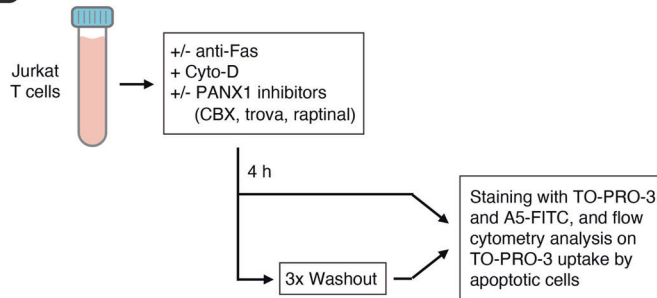 Jurkat
T cells
+/- anti-Fas
+ Cyto-D
+/- PANX1 inhibitors
(CBX, trova, raptinal)
4 h
3x Washout
Staining with TO-PRO-3
and A5-FITC, and flow
cytometry analysis on
TO-PRO-3 uptake by
apoptotic cells